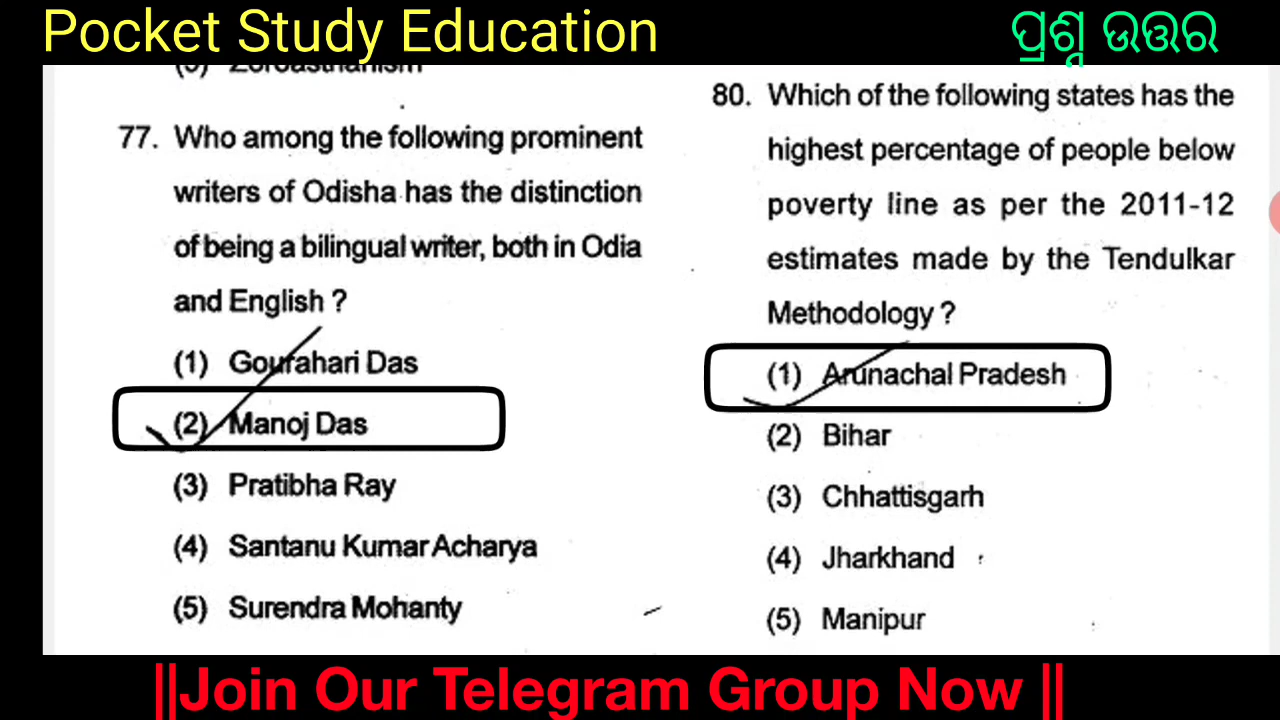 Pocket Study Education
ପ୍ରଶ୍ନ ଉତ୍ତର
(5) Zoroasthanism
77. Who among the following prominent
writers of Odisha has the distinction
of being a bilingual writer, both in Odia
and English ?
(1) Gourahari Das
(2) Manoj Das
(3) Pratibha Ray
(4) Santanu Kumar Acharya
(5) Surendra Mohanty
80. Which of the following states has the
highest percentage of people below
poverty line as per the 2011-12
estimates made by the Tendulkar
Methodology ?
(1) Arunachal Pradesh
(2) Bihar
(3) Chhattisgarh
(4) Jharkhand
(5) Manipur
||Join Our Telegram Group Now ||